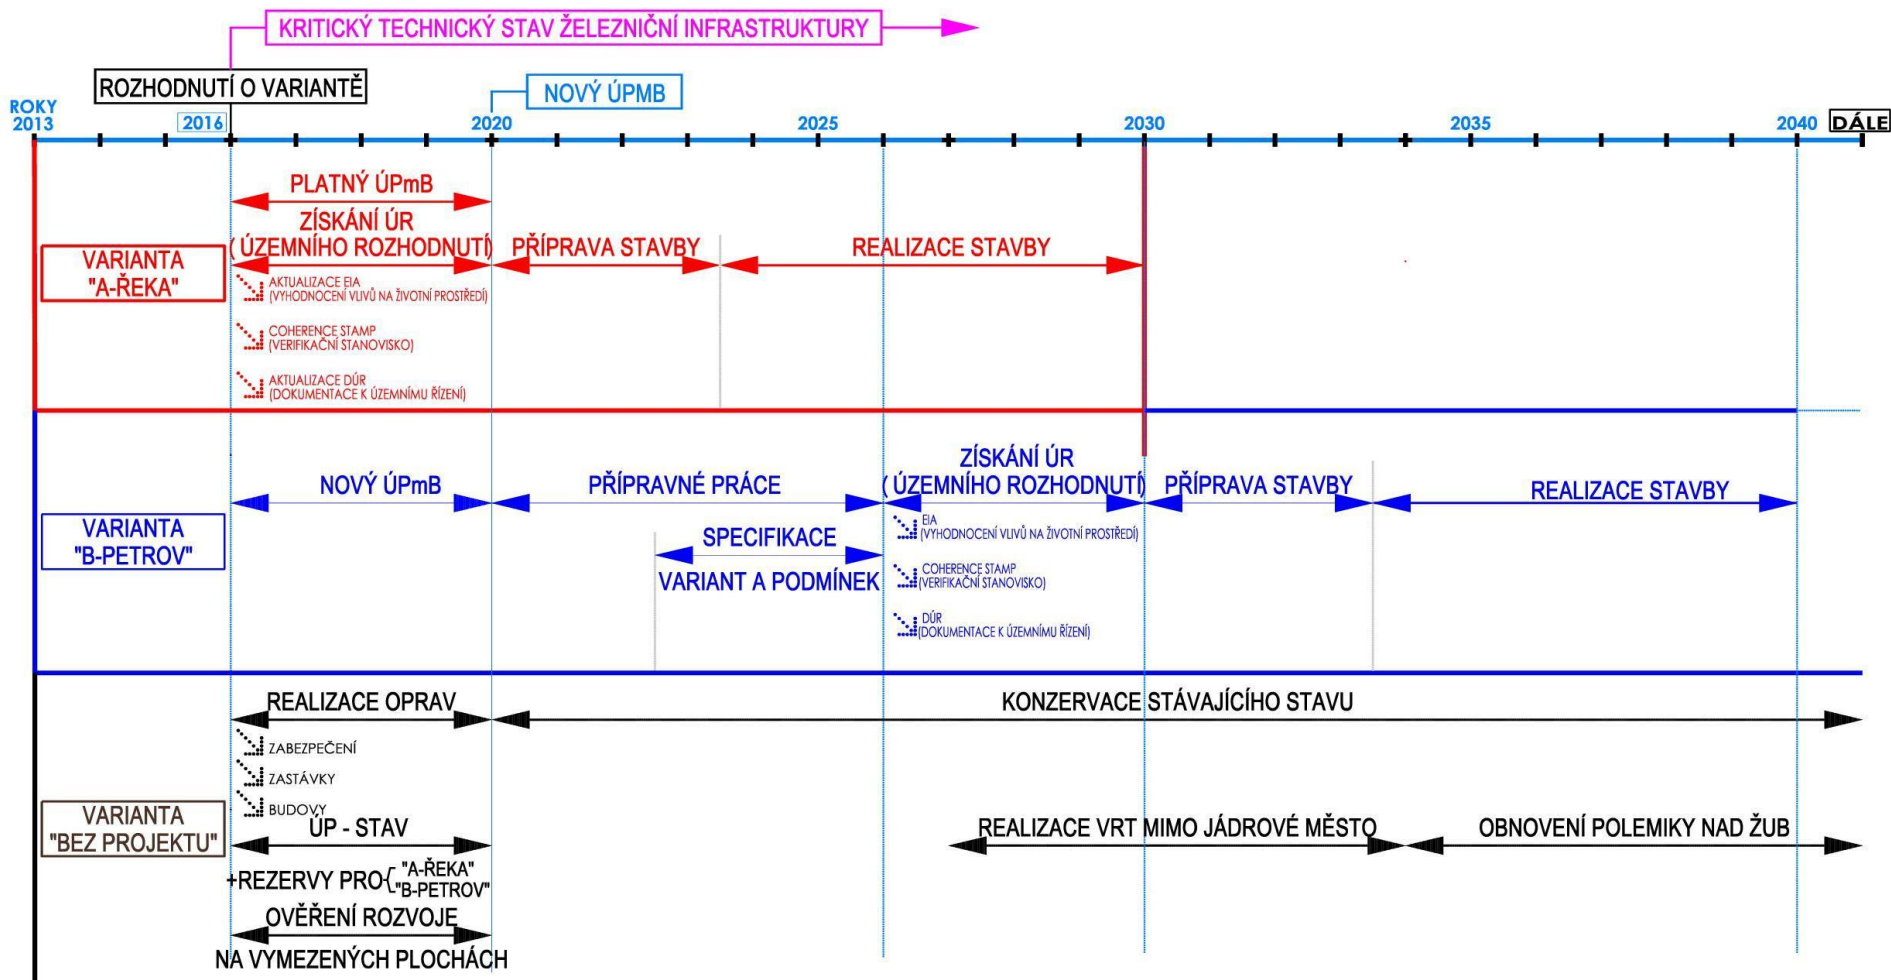 KRITICKÝ TECHNICKÝ STAV ŽELEZNIČNÍ INFRASTRUKTURY
ROZHODNUTÍ O VARIANTĚ
NOVÝ ÚPMB
ROKY
2013
2016
2020
2025
2030
2035
2040
DÁLE
PLATNÝ ÚPmB
ZÍSKÁNÍ ÚR
( ÚZEMNÍHO ROZHODNUTÍ)
PŘÍPRAVA STAVBY
REALIZACE STAVBY
VARIANTA
"A-ŘEKA"
AKTUALIZACE EIA
(VYHODNOCENÍ VLIVŮ NA ŽIVOTNÍ PROSTŘEDÍ)
COHERENCE STAMP
(VERIFIKAČNÍ STANOVISKO)
AKTUALIZACE DÚR
(DOKUMENTACE K ÚZEMNÍMU ŘÍZENÍ)
NOVÝ ÚPmB
PŘÍPRAVNÉ PRÁCE
ZÍSKÁNÍ ÚR
( ÚZEMNÍHO ROZHODNUTÍ)
PŘÍPRAVA STAVBY
REALIZACE STAVBY
VARIANTA
"B-PETROV"
SPECIFIKACE
VARIANT A PODMÍNEK
EIA
(VYHODNOCENÍ VLIVŮ NA ŽIVOTNÍ PROSTŘEDÍ)
COHERENCE STAMP
(VERIFIKAČNÍ STANOVISKO)
DÚR
(DOKUMENTACE K ÚZEMNÍMU ŘÍZENÍ)
REALIZACE OPRAV
KONZERVACE STÁVAJÍCÍHO STAVU
ZABEZPEČENÍ
ZASTÁVKY
BUDOVY
VARIANTA
"BEZ PROJEKTU"
ÚP - STAV
REALIZACE VRT MIMO JÁDROVÉ MĚSTO
OBNOVENÍ POLEMIKY NAD ŽUB
+REZERVY PRO
"A-ŘEKA"
"B-PETROV"
OVĚŘENÍ ROZVOJE
NA VYMEZENÝCH PLOCHÁCH